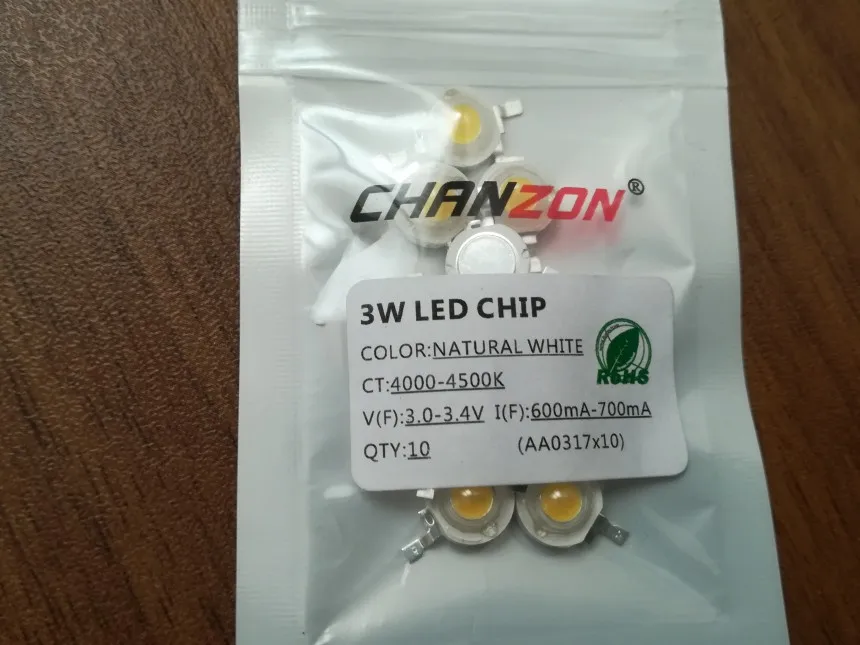 CHANZON®
3W LED CHIP
COLOR:NATURAL WHITE
RoHS
CT:4000-4500K
V(F):3.0-3.4V I(F):600mA-700mA
QTY:10 (AA0317x10)